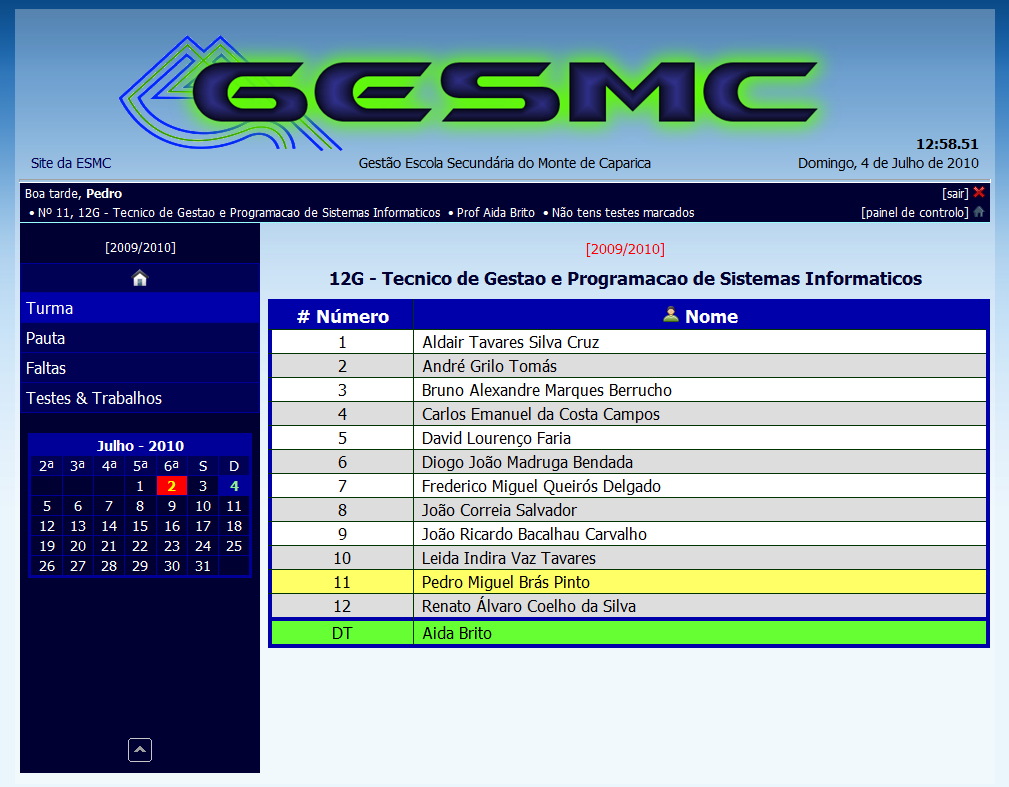 GESMC
12:58.51
Site da ESMC Gestão Escola Secundária do Monte de Caparica Domingo, 4 de Julho de 2010
Boa tarde, Pedro [sair]
• Nº 11, 12G - Tecnico de Gestao e Programacao de Sistemas Informaticos • Prof Aida Brito • Não tens testes marcados [painel de controlo]
[2009/2010]
Turma
Pauta
Faltas
Testes & Trabalhos
Julho - 2010
2ª 3ª 4ª 5ª 6ª S D
1 2 3 4
5 6 7 8 9 10 11
12 13 14 15 16 17 18
19 20 21 22 23 24 25
26 27 28 29 30 31
[2009/2010]
12G - Tecnico de Gestao e Programacao de Sistemas Informaticos
# Número Nome
1 Aldair Tavares Silva Cruz
2 André Grilo Tomás
3 Bruno Alexandre Marques Berrucho
4 Carlos Emanuel da Costa Campos
5 David Lourenço Faria
6 Diogo João Madruga Bendada
7 Frederico Miguel Queirós Delgado
8 João Correia Salvador
9 João Ricardo Bacalhau Carvalho
10 Leida Indira Vaz Tavares
11 Pedro Miguel Brás Pinto
12 Renato Álvaro Coelho da Silva
DT Aida Brito